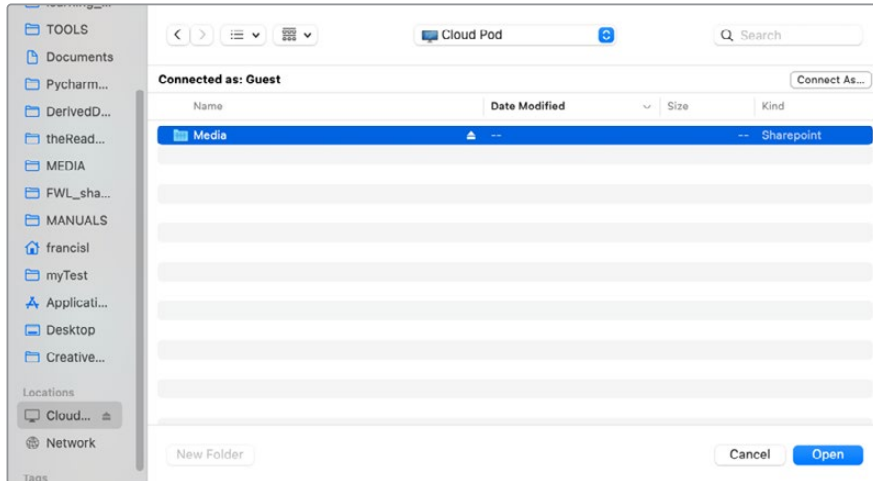 TOOLS
Documents
Pycharm...
DerivedD...
theRead...
MEDIA
FWL_sha...
MANUALS
francisl
myTest
Applicati...
Desktop
Creative...
Locations
Cloud...
Network
Tags
Cloud Pod
Search
Connected as: Guest
Connect As...
Name Date Modified Size Kind
Media -- -- Sharepoint
New Folder
Cancel
Open